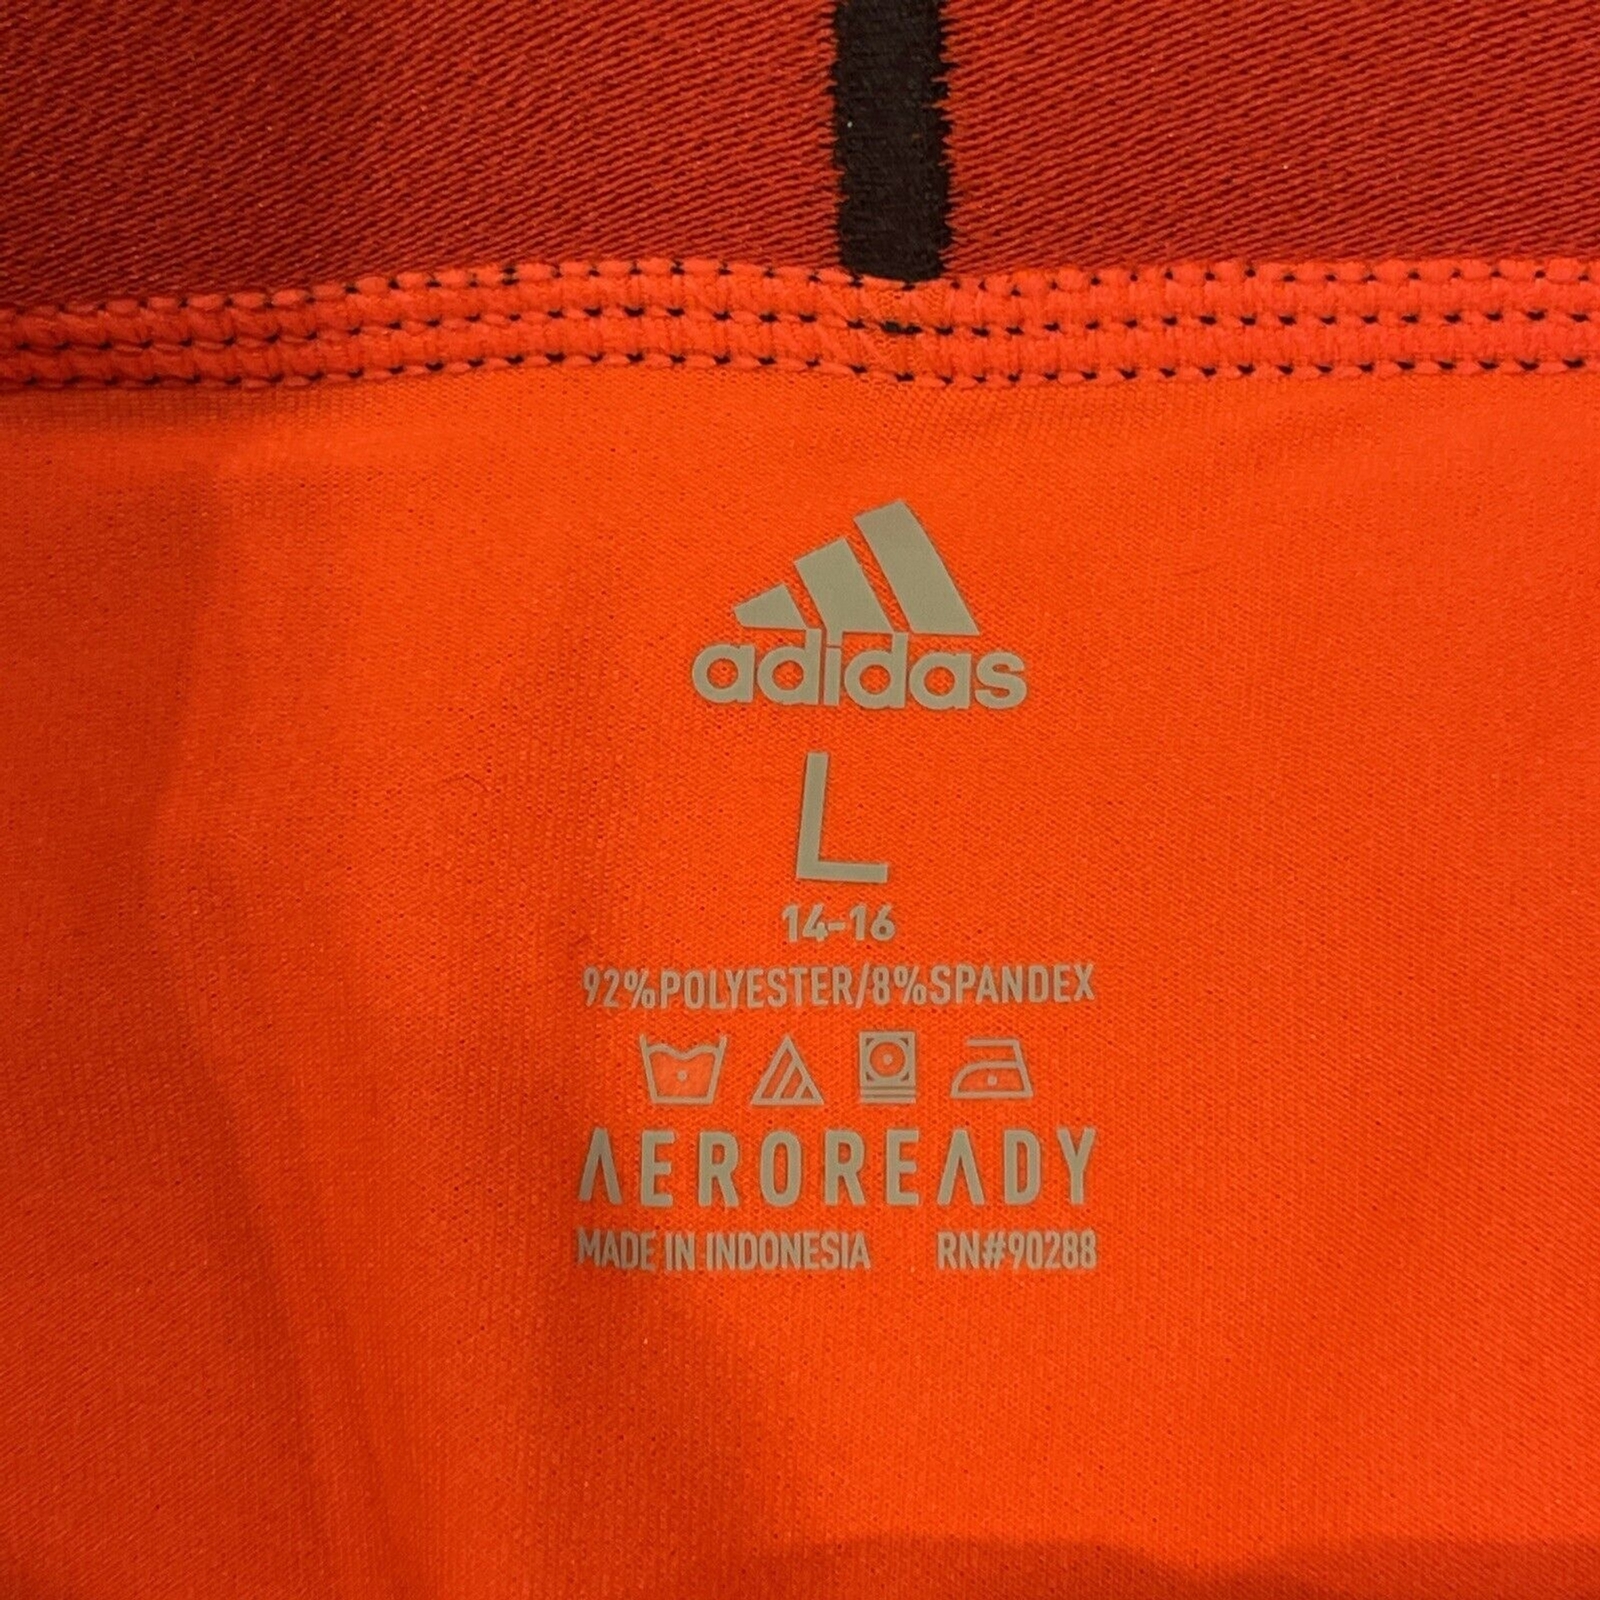 adidas
L
14-16
92%POLYESTER/8%SPANDEX
AEROREADY
MADE IN INDONESIA RN#90288